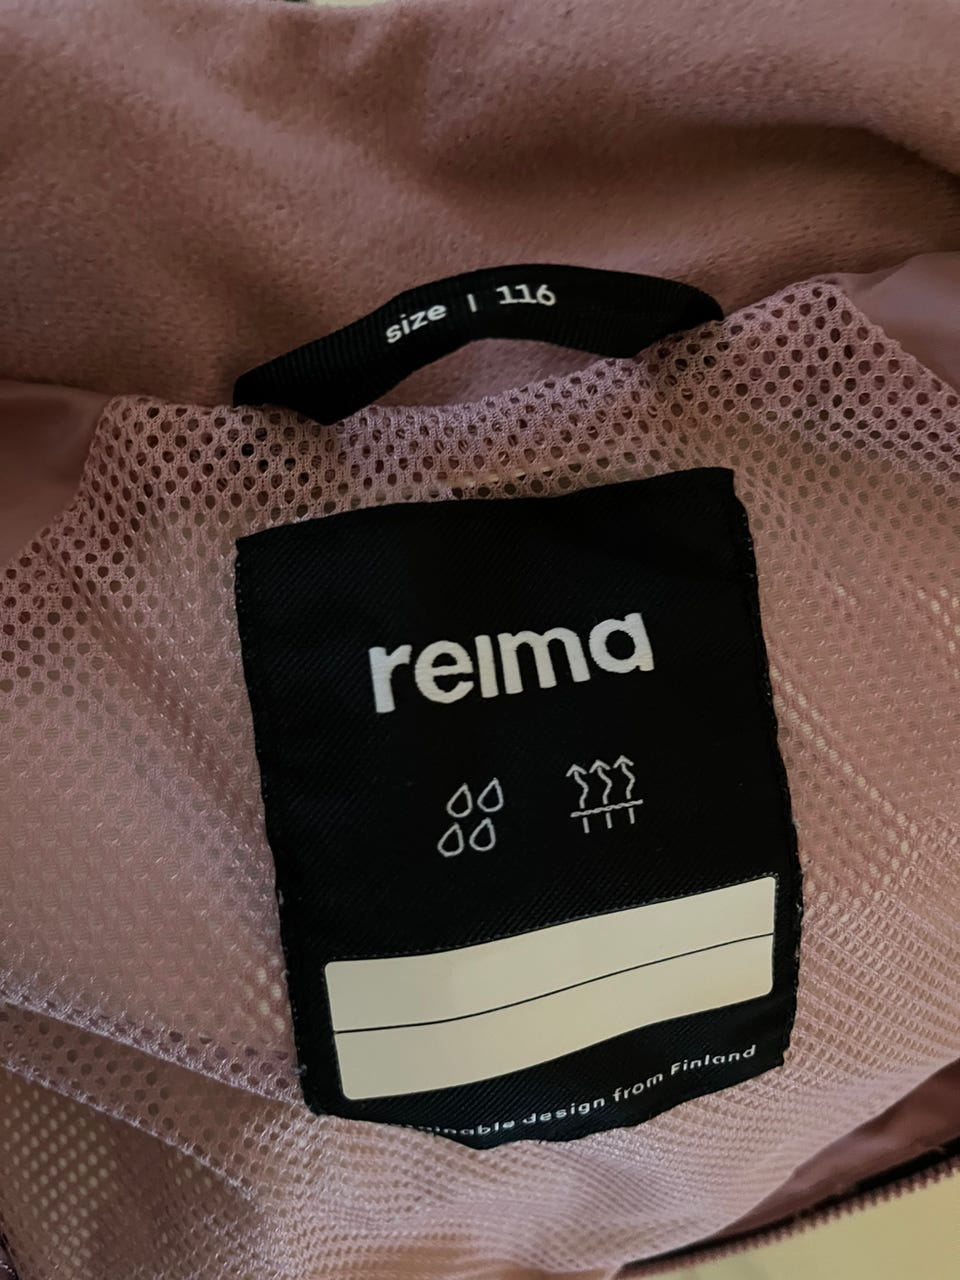 size | 116
reima
design from Finland